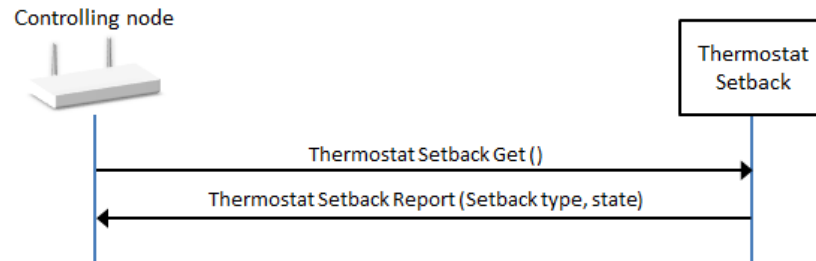 Controlling node
Thermostat
Setback
Thermostat Setback Get ()
Thermostat Setback Report (Setback type, state)